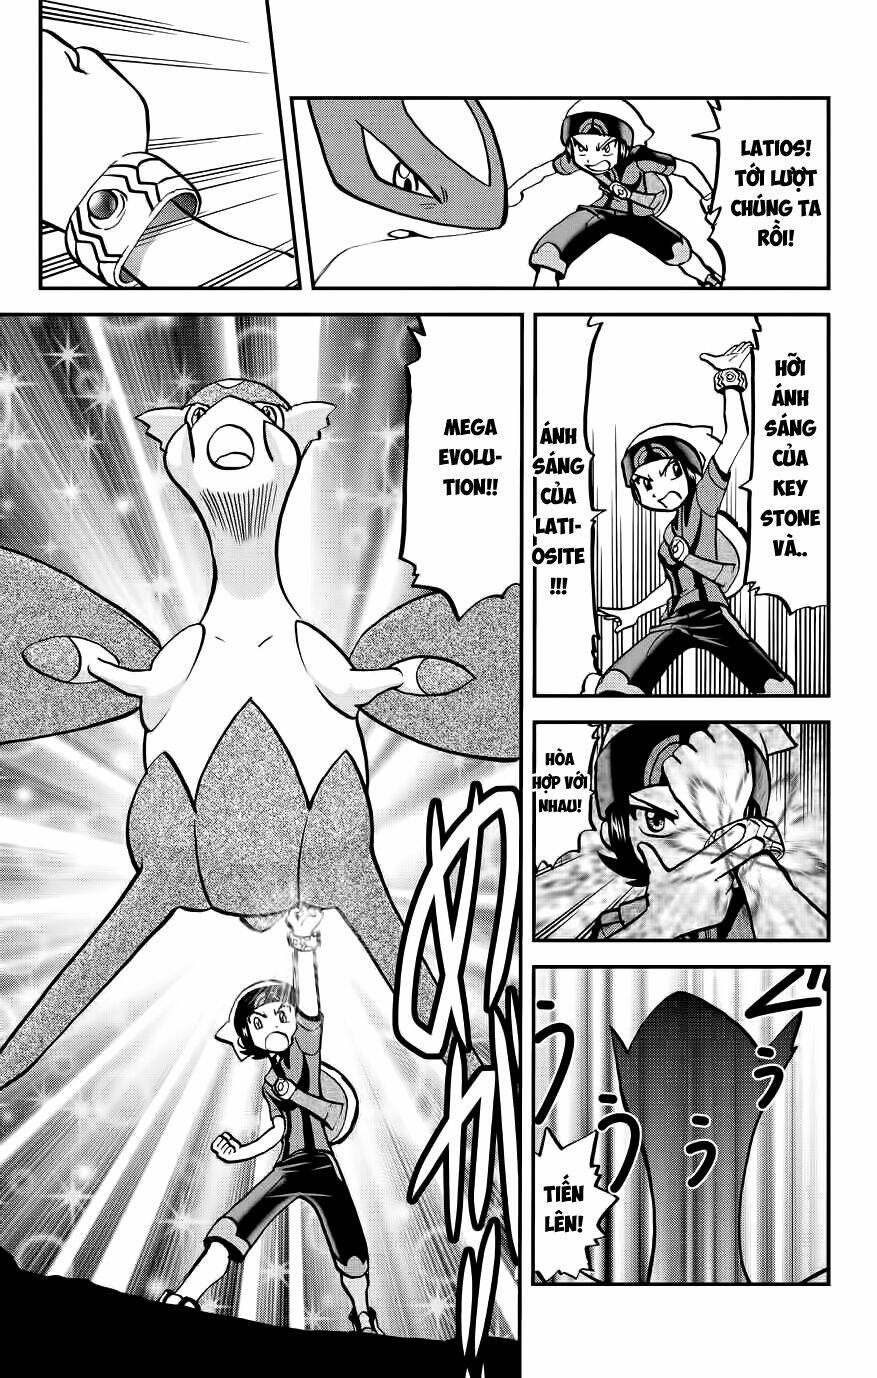 LATIOS!
TỚI LƯỢT
CHÚNG TA
RỒI!
HỠI
ÁNH
SÁNG
CỦA
KEY
STONE
VÀ..
ÁNH
SÁNG
CỦA
LATI-
OSITE
!!!
HÒA
HỢP VỚI
NHAU!
TIẾN
LÊN!
MEGA
EVOLU-
TION!!